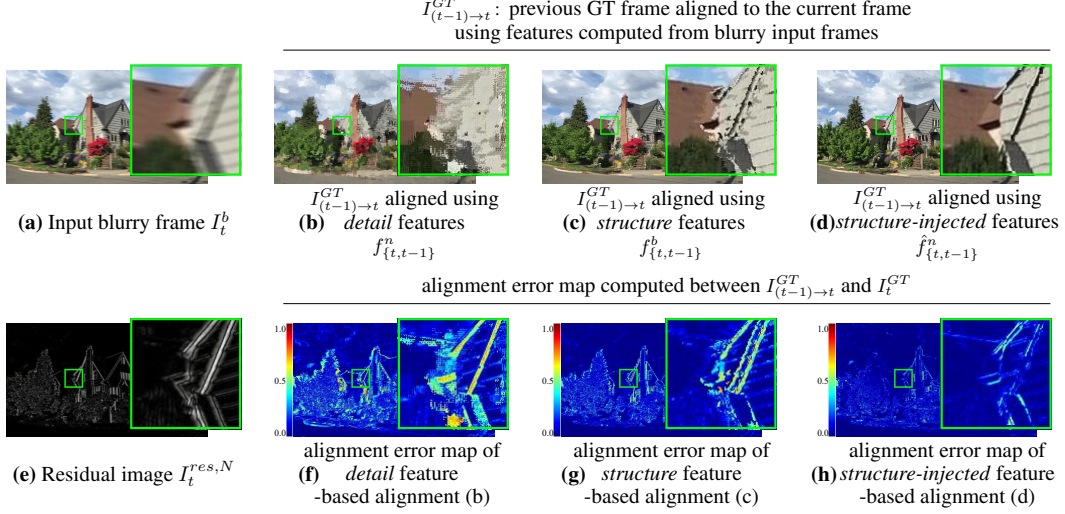 I^{GT}_{(t-1)→t}: previous GT frame aligned to the current frame
using features computed from blurry input frames
(a) Input blurry frame I^b_t
I^{GT}_{(t-1)→t} aligned using
(b) detail features
f^n_{\{t,t-1\}}
I^{GT}_{(t-1)→t} aligned using
(c) structure features
f^b_{\{t,t-1\}}
I^{GT}_{(t-1)→t} aligned using
(d) structure-injected features
\hat{f}^n_{\{t,t-1\}}
alignment error map computed between I^{GT}_{(t-1)→t} and I^{GT}_t
1.0
0.5
0.0
1.0
0.5
0.0
1.0
0.5
0.0
(e) Residual image I^{res,N}_t
alignment error map of
(f) detail feature
-based alignment (b)
alignment error map of
(g) structure feature
-based alignment (c)
alignment error map of
(h) structure-injected feature
-based alignment (d)